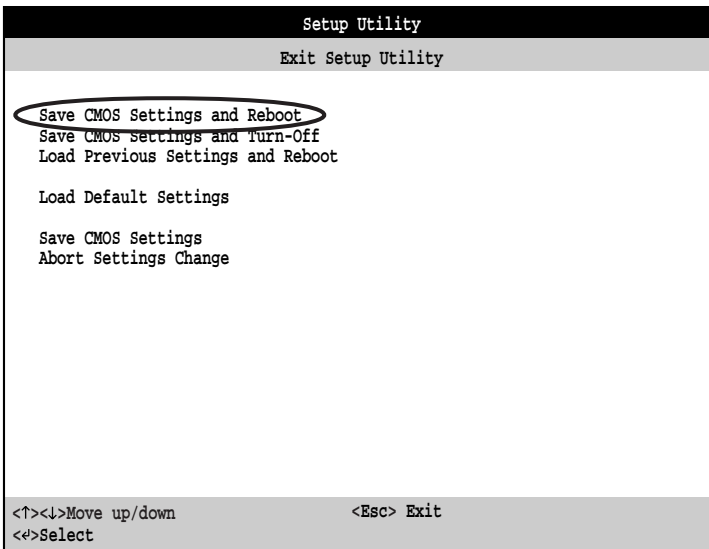 Setup Utility
Exit Setup Utility
Save CMOS Settings and Reboot
Save CMOS Settings and Turn-Off
Load Previous Settings and Reboot
Load Default Settings
Save CMOS Settings
Abort Settings Change
<↑><↓>Move up/down <Esc> Exit
<↵>Select